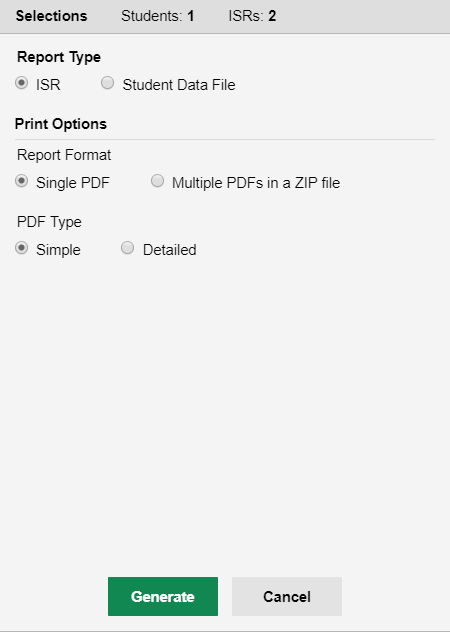 Selections Students: 1 ISRs: 2
Report Type
ISR Student Data File
Print Options
Report Format
Single PDF Multiple PDFs in a ZIP file
PDF Type
Simple Detailed
Generate Cancel